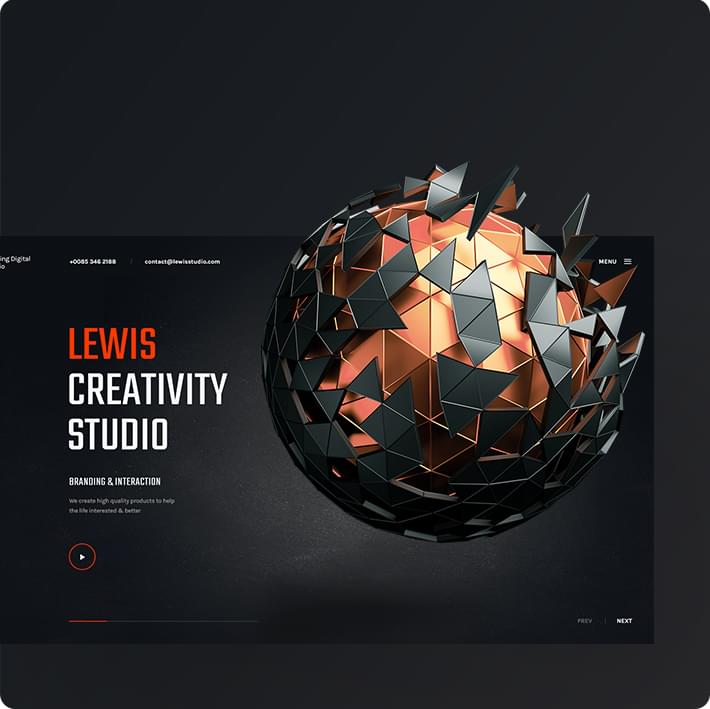 ing Digital
io
+0085 346 2188 / contact@lewisstudio.com
MENU
LEWIS
CREATIVITY
STUDIO
BRANDING & INTERACTION
We create high quality products to help
the life interested & better
PREV | NEXT